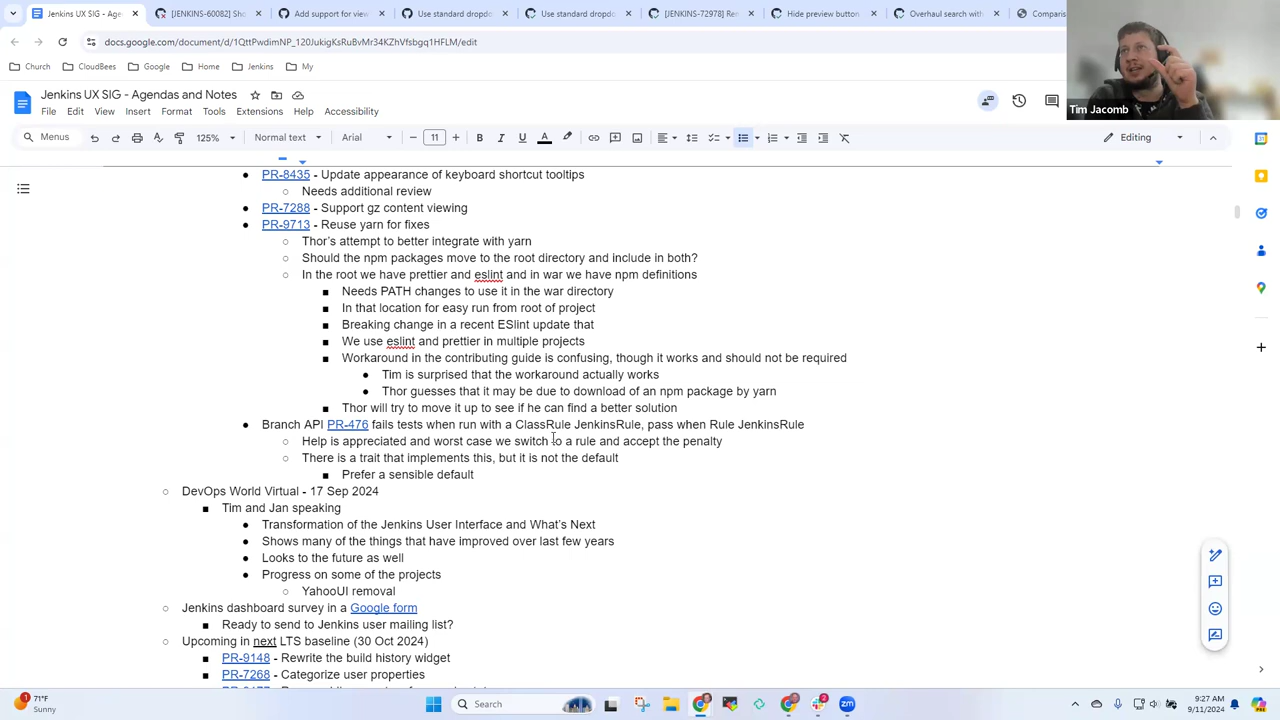 Jenkins UX SIG - Agendas and N
[JENKINS-60082] Sho
Add support for view
Use standard dropdo
Use standard dropdo
[JENKINS-72978] Rem
Hide preview button
Overhaul search with
Comparis
docs.google.com/document/d/1QttPwdimNP_120JukigKsRuBvMr34KZhVfsbgq1HFLM/edit
Church
CloudBees
Google
Home
Jenkins
My
Tim Jacomb
Jenkins UX SIG - Agendas and Notes
File Edit View Insert Format Tools Extensions Help Accessibility
Menus 125% Normal text Arial 11 B I U A Editing
PR-8435 - Update appearance of keyboard shortcut tooltips
Needs additional review
PR-7288 - Support gz content viewing
PR-9713 - Reuse yarn for fixes
Thor's attempt to better integrate with yarn
Should the npm packages move to the root directory and include in both?
In the root we have prettier and eslint and in war we have npm definitions
Needs PATH changes to use it in the war directory
In that location for easy run from root of project
Breaking change in a recent ESlint update that
We use eslint and prettier in multiple projects
Workaround in the contributing guide is confusing, though it works and should not be required
Tim is surprised that the workaround actually works
Thor guesses that it may be due to download of an npm package by yarn
Thor will try to move it up to see if he can find a better solution
Branch API PR-476 fails tests when run with a ClassRule JenkinsRule, pass when Rule JenkinsRule
Help is appreciated and worst case we switch to a rule and accept the penalty
There is a trait that implements this, but it is not the default
Prefer a sensible default
DevOps World Virtual - 17 Sep 2024
Tim and Jan speaking
Transformation of the Jenkins User Interface and What's Next
Shows many of the things that have improved over last few years
Looks to the future as well
Progress on some of the projects
YahooUI removal
Jenkins dashboard survey in a Google form
Ready to send to Jenkins user mailing list?
Upcoming in next LTS baseline (30 Oct 2024)
PR-9148 - Rewrite the build history widget
PR-7268 - Categorize user properties
71°F
Sunny
Search
9:27 AM
9/11/2024